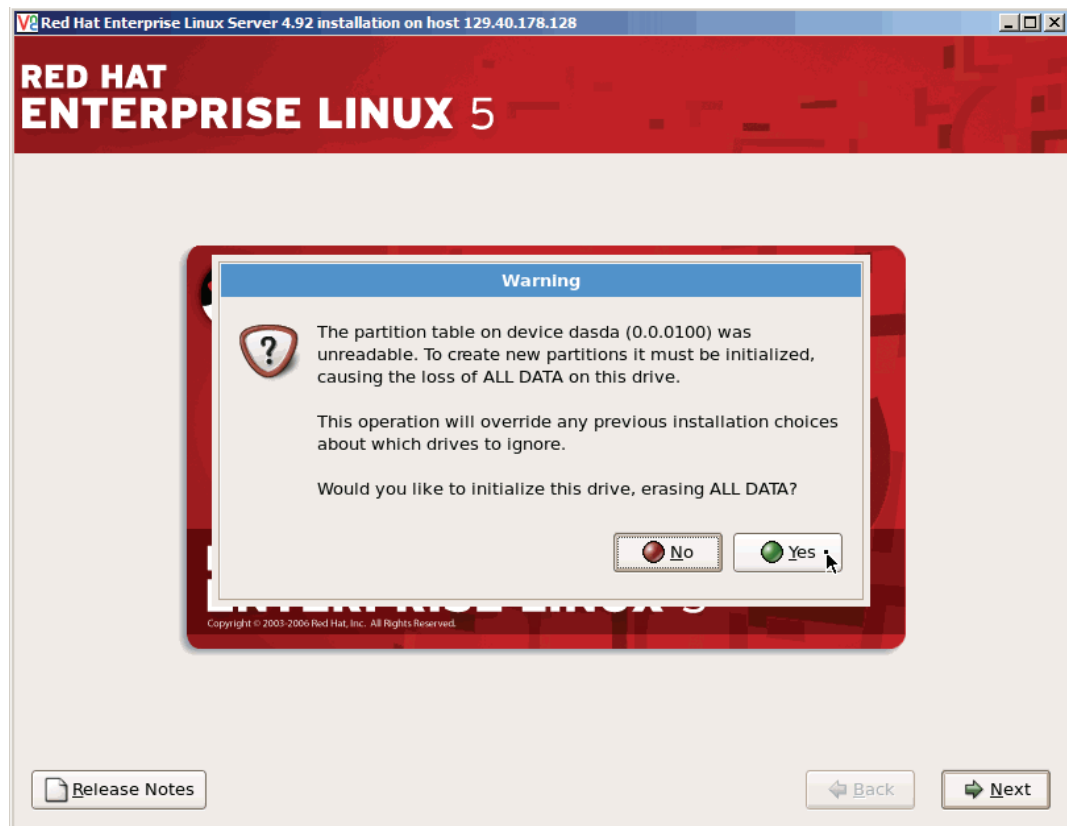 Red Hat Enterprise Linux Server 4.92 installation on host 129.40.178.128
RED HAT
ENTERPRISE LINUX 5
Warning
The partition table on device dasda (0.0.0100) was
unreadable. To create new partitions it must be initialized,
causing the loss of ALL DATA on this drive.
This operation will override any previous installation choices
about which drives to ignore.
Would you like to initialize this drive, erasing ALL DATA?
No
Yes
ENTERPRISE LINUX 5
Copyright © 2003-2006 Red Hat, Inc. All Rights Reserved.
Release Notes
Back
Next